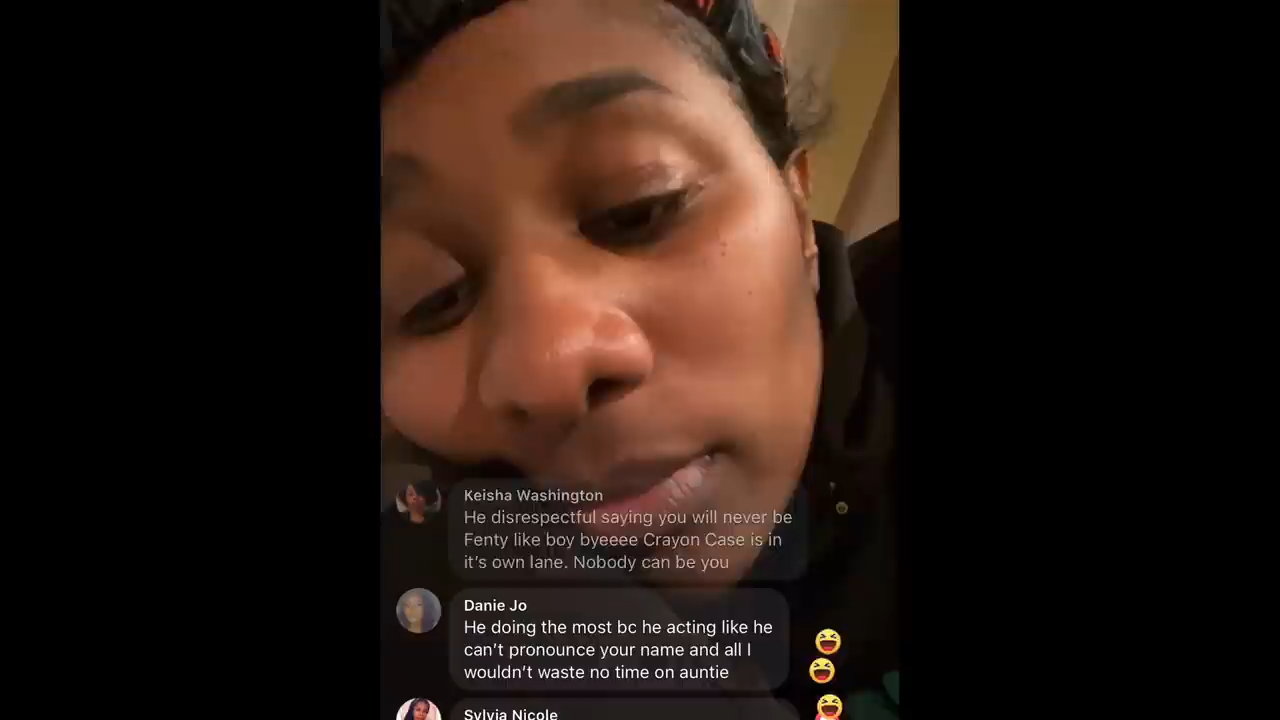 Keisha Washington
He disrespectful saying you will never be
Fenty like boy byeeee Crayon Case is in
it’s own lane. Nobody can be you
Danie Jo
He doing the most bc he acting like he
can’t pronounce your name and all I
wouldn’t waste no time on auntie
Sylvia Nicole